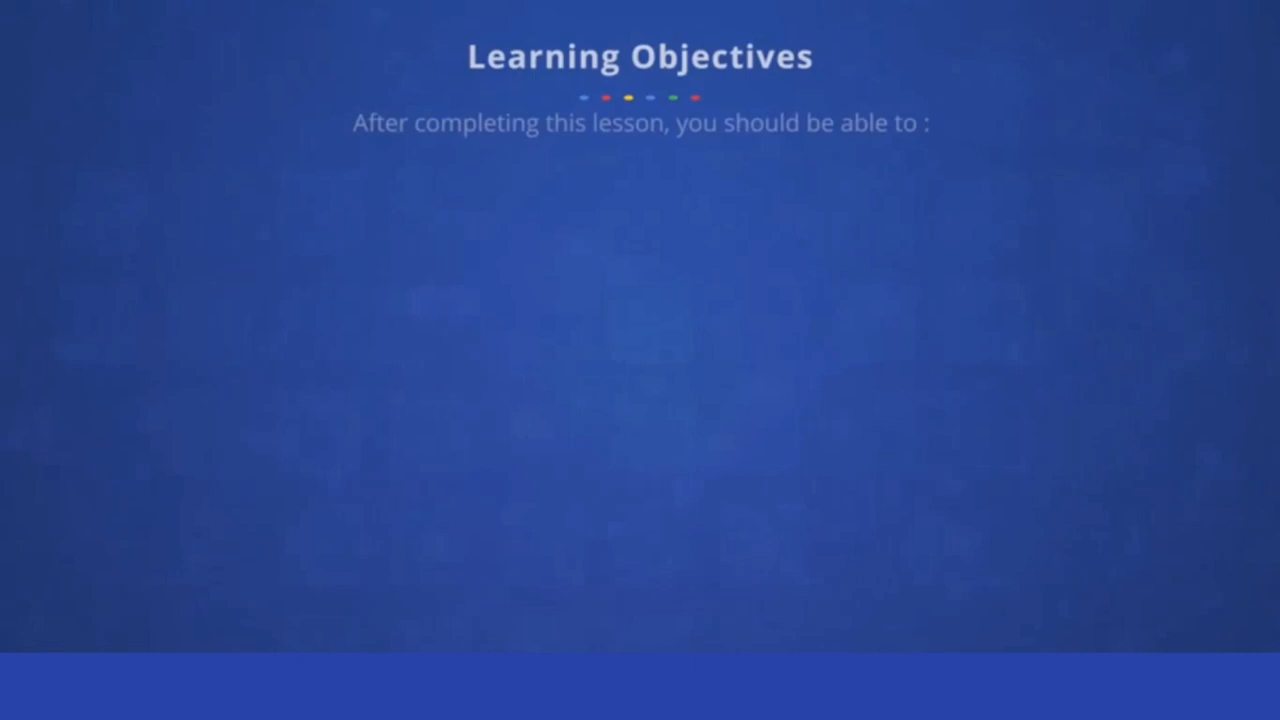 Learning Objectives
After completing this lesson, you should be able to :